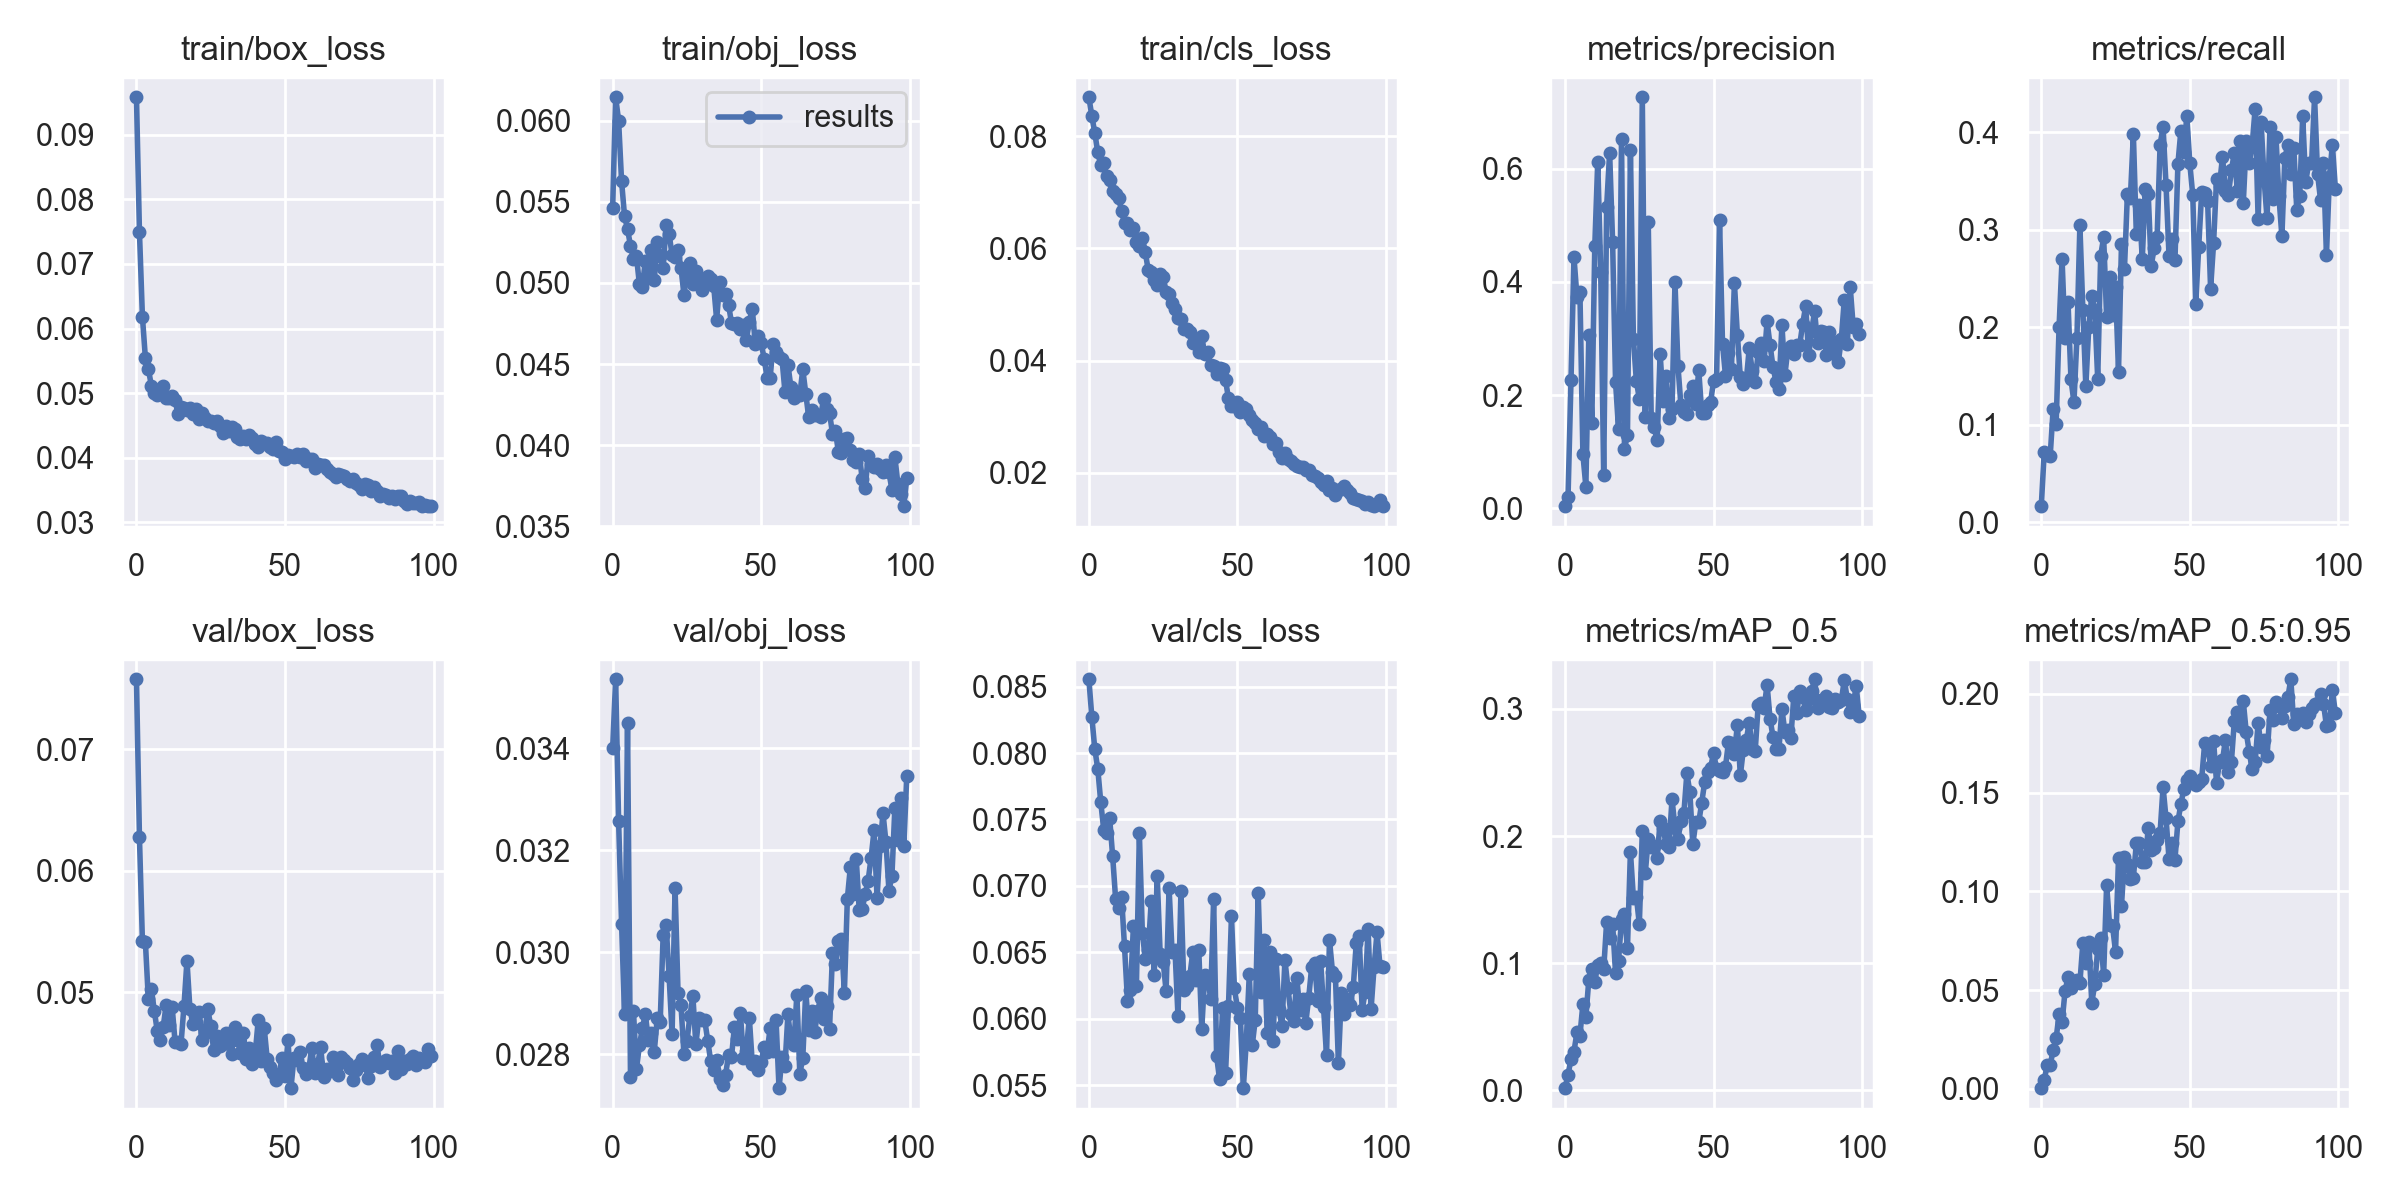 train/box_loss
train/obj_loss
train/cls_loss
metrics/precision
metrics/recall
0.09
0.08
0.07
0.06
0.05
0.04
0.03
0 50 100
results
0.060
0.055
0.050
0.045
0.040
0.035
0 50 100
0.08
0.06
0.04
0.02
0 50 100
0.6
0.4
0.2
0.0
0 50 100
0.4
0.3
0.2
0.1
0.0
0 50 100
val/box_loss
val/obj_loss
val/cls_loss
metrics/mAP_0.5
metrics/mAP_0.5:0.95
0.07
0.06
0.05
0 50 100
0.034
0.032
0.030
0.028
0 50 100
0.085
0.080
0.075
0.070
0.065
0.060
0.055
0 50 100
0.3
0.2
0.1
0.0
0 50 100
0.20
0.15
0.10
0.05
0.00
0 50 100